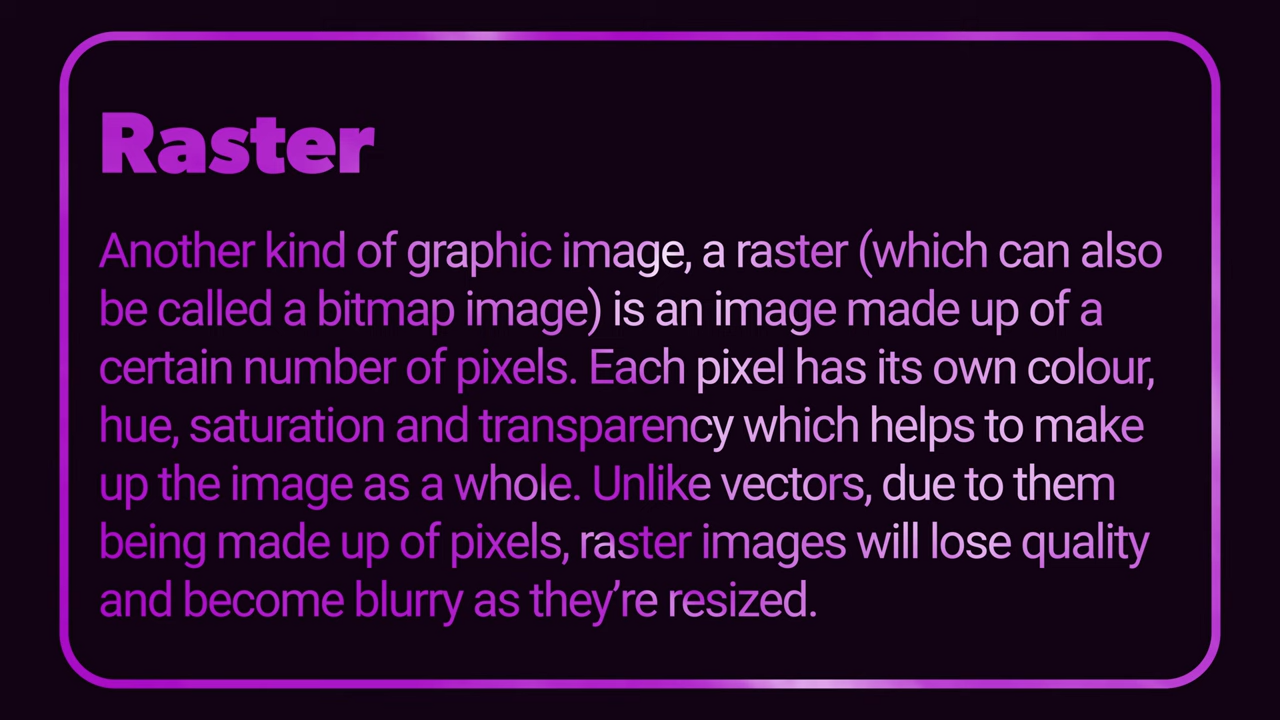 Raster
Another kind of graphic image, a raster (which can also
be called a bitmap image) is an image made up of a
certain number of pixels. Each pixel has its own colour,
hue, saturation and transparency which helps to make
up the image as a whole. Unlike vectors, due to them
being made up of pixels, raster images will lose quality
and become blurry as they’re resized.